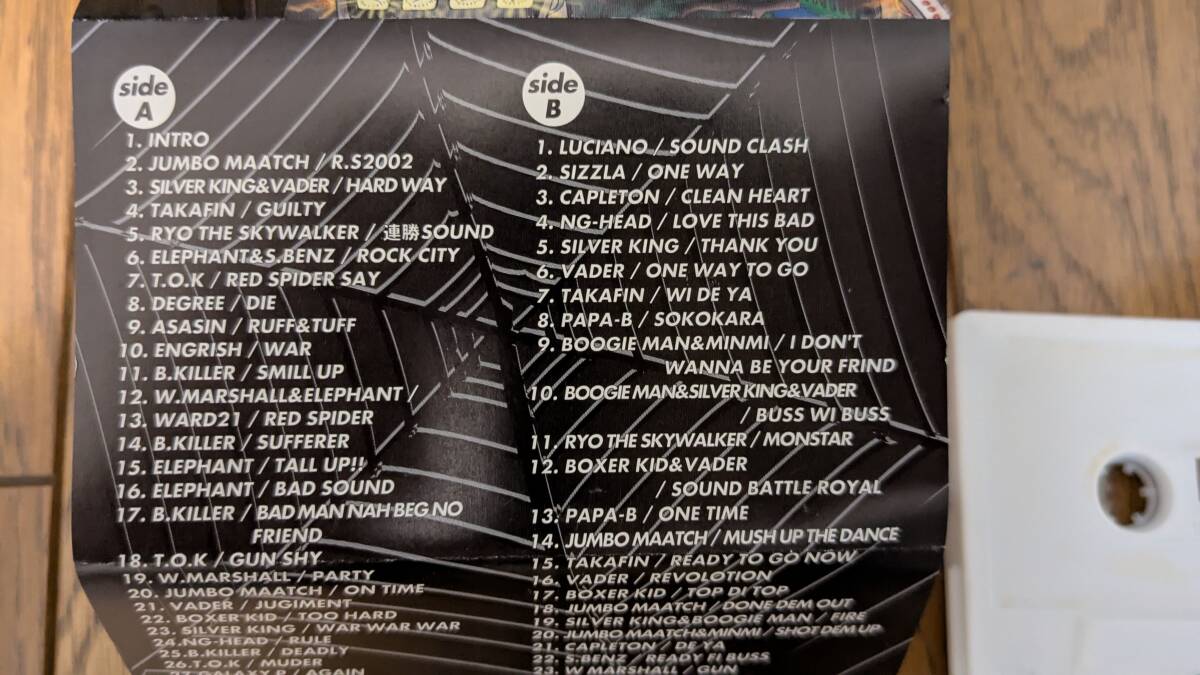 side
A
1. INTRO
2. JUMBO MAATCH / R.S2002
3. SILVER KING&VADER / HARD WAY
4. TAKAFIN / GUILTY
5. RYO THE SKYWALKER / 連勝SOUND
6. ELEPHANT&S.BENZ / ROCK CITY
7. T.O.K / RED SPIDER SAY
8. DEGREE / DIE
9. ASASIN / RUFF&TUFF
10. ENGRISH / WAR
11. B.KILLER / SMILL UP
12. W.MARSHALL&ELEPHANT /
13. WARD21 / RED SPIDER
14. B.KILLER / SUFFERER
15. ELEPHANT / TALL UP!!
16. ELEPHANT / BAD SOUND
17. B.KILLER / BAD MAN NAH BEG NO
FRIEND
18. T.O.K / GUN SHY
19. W.MARSHALL / PARTY
20. JUMBO MAATCH / ON TIME
21. VADER / JUGIMENT
22. BOXER KID / TOO HARD
23. SILVER KING / WAR WAR WAR
24. NG-HEAD / RULE
25. B.KILLER / DEADLY
26. T.O.K / MUDER
27. GALAXY P / AGAIN
side
B
1. LUCIANO / SOUND CLASH
2. SIZZLA / ONE WAY
3. CAPLETON / CLEAN HEART
4. NG-HEAD / LOVE THIS BAD
5. SILVER KING / THANK YOU
6. VADER / ONE WAY TO GO
7. TAKAFIN / WI DE YA
8. PAPA-B / SOKOKARA
9. BOOGIE MAN&MINMI / I DON'T
WANNA BE YOUR FRIND
10. BOOGIE MAN&SILVER KING&VADER
/ BUSS WI BUSS
11. RYO THE SKYWALKER / MONSTAR
12. BOXER KID&VADER
/ SOUND BATTLE ROYAL
13. PAPA-B / ONE TIME
14. JUMBO MAATCH / MUSH UP THE DANCE
15. TAKAFIN / READY TO GO NOW
16. VADER / REVOLOTION
17. BOXER KID / TOP DI TOP
18. JUMBO MAATCH / DONE DEM OUT
19. SILVER KING&BOOGIE MAN / FIRE
20. JUMBO MAATCH&MINMI / SHOT DEM UP
21. CAPLETON / DE YA
22. S.BENZ / READY FI BUSS
23. W MARSHALL / GUN